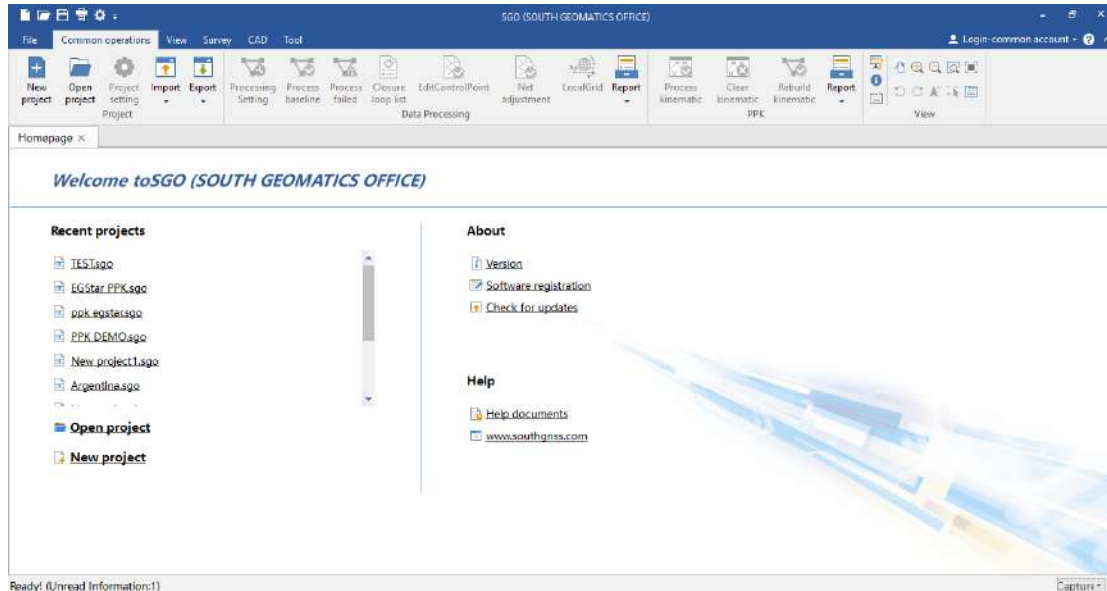 SGO (SOUTH GEOMATICS OFFICE)
File Common operations View Survey CAD Tool Login-common account
New project
Open project
Project setting
Import
Export
Processing Setting
Process baseline
Process failed
Closure loop list
EditControlPoint
Net adjustment
LocalGrid
Report
Process kinematic
Clear kinematic
Rebuild kinematic
Report
Project Data Processing PPK View
Homepage
Welcome toSGO (SOUTH GEOMATICS OFFICE)
Recent projects
TEST.sgo
EGStar PPK.sgo
ppk egstar.sgo
PPK DEMO.sgo
New project1.sgo
Argentina.sgo
Open project
New project
About
Version
Software registration
Check for updates
Help
Help documents
www.southgnss.com
Ready! (Unread Information:1)
Capture